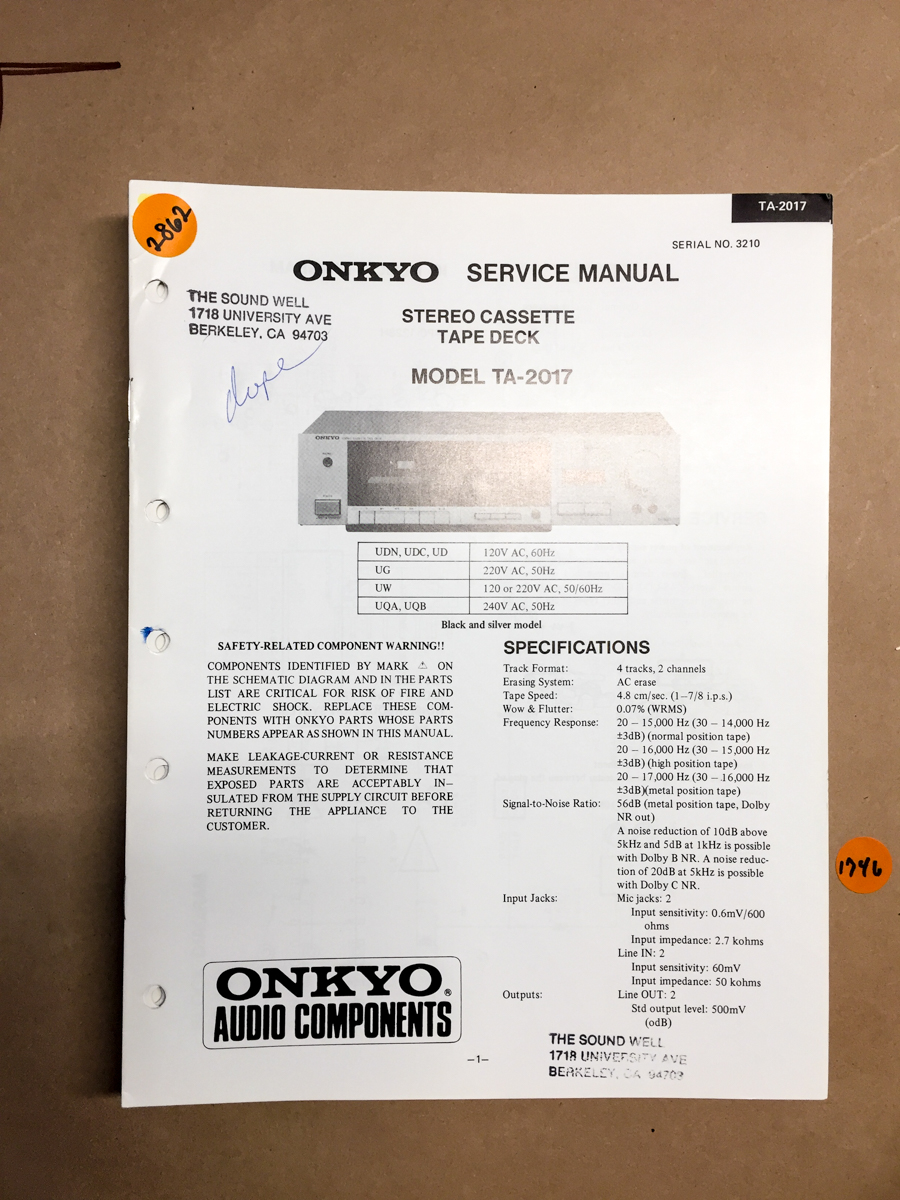 2862
TA-2017
SERIAL NO. 3210
ONKYO SERVICE MANUAL
THE SOUND WELL
1718 UNIVERSITY AVE
BERKELEY, CA 94703
dope
STEREO CASSETTE
TAPE DECK
MODEL TA-2017
ONKYO
UDN, UDC, UD 120V AC, 60Hz
UG 220V AC, 50Hz
UW 120 or 220V AC, 50/60Hz
UQA, UQB 240V AC, 50Hz
Black and silver model
SAFETY-RELATED COMPONENT WARNING!!
COMPONENTS IDENTIFIED BY MARK ⚠ ON
THE SCHEMATIC DIAGRAM AND IN THE PARTS
LIST ARE CRITICAL FOR RISK OF FIRE AND
ELECTRIC SHOCK. REPLACE THESE COM-
PONENTS WITH ONKYO PARTS WHOSE PARTS
NUMBERS APPEAR AS SHOWN IN THIS MANUAL.
MAKE LEAKAGE-CURRENT OR RESISTANCE
MEASUREMENTS TO DETERMINE THAT
EXPOSED PARTS ARE ACCEPTABLY IN–
SULATED FROM THE SUPPLY CIRCUIT BEFORE
RETURNING THE APPLIANCE TO THE
CUSTOMER.
SPECIFICATIONS
Track Format: 4 tracks, 2 channels
Erasing System: AC erase
Tape Speed: 4.8 cm/sec. (1–7/8 i.p.s.)
Wow & Flutter: 0.07% (WRMS)
Frequency Response: 20 – 15,000 Hz (30 – 14,000 Hz
±3dB) (normal position tape)
20 – 16,000 Hz (30 – 15,000 Hz
±3dB) (high position tape)
20 – 17,000 Hz (30 – 16,000 Hz
±3dB)(metal position tape)
Signal-to-Noise Ratio: 56dB (metal position tape, Dolby
NR out)
A noise reduction of 10dB above
5kHz and 5dB at 1kHz is possible
with Dolby B NR. A noise reduc-
tion of 20dB at 5kHz is possible
with Dolby C NR.
Input Jacks: Mic jacks: 2
Input sensitivity: 0.6mV/600
ohms
Input impedance: 2.7 kohms
Line IN: 2
Input sensitivity: 60mV
Input impedance: 50 kohms
Outputs: Line OUT: 2
Std output level: 500mV
(odB)
1746
ONKYO®
AUDIO COMPONENTS
–1–
THE SOUND WELL
1718 UNIVERSITY AVE
BERKELEY, CA 94703